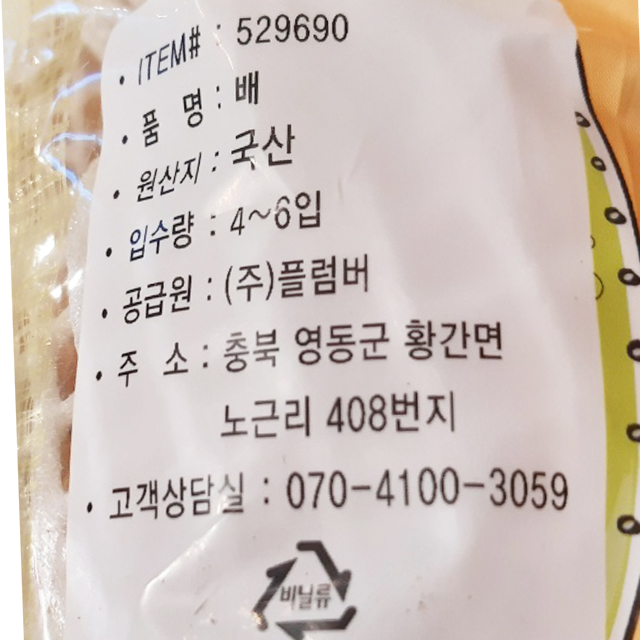 • ITEM# : 529690
• 품 명 : 배
• 원산지 : 국산
• 입수량 : 4~6입
• 공급원 : (주)플럼버
• 주 소 : 충북 영동군 황간면
노근리 408번지
• 고객상담실 : 070-4100-3059
비닐류